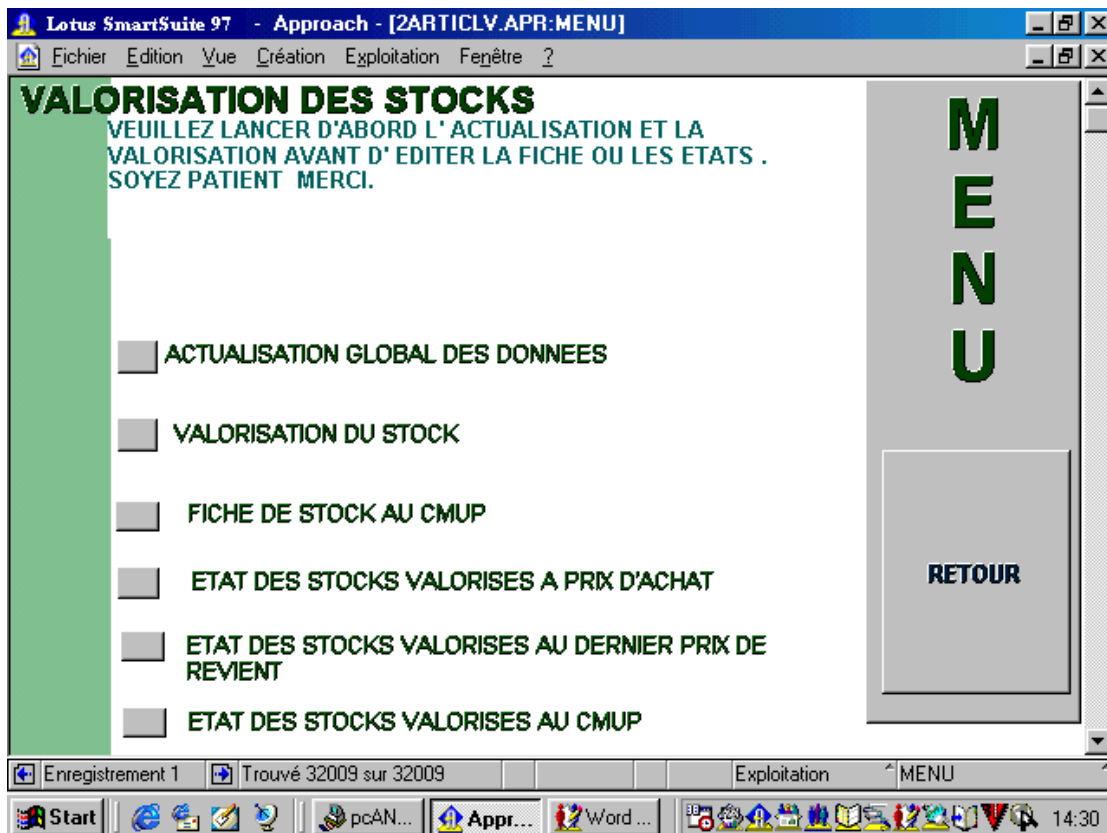 Lotus SmartSuite 97 - Approach - [2ARTICLV.APR:MENU]
Fichier Edition Vue Création Exploitation Fenêtre ?
VALORISATION DES STOCKS
VEUILLEZ LANCER D'ABORD L' ACTUALISATION ET LA
VALORISATION AVANT D' EDITER LA FICHE OU LES ETATS .
SOYEZ PATIENT MERCI.
M
E
N
U
ACTUALISATION GLOBAL DES DONNEES
VALORISATION DU STOCK
FICHE DE STOCK AU CMUP
ETAT DES STOCKS VALORISES A PRIX D'ACHAT
RETOUR
ETAT DES STOCKS VALORISES AU DERNIER PRIX DE
REVIENT
ETAT DES STOCKS VALORISES AU CMUP
Enregistrement 1 Trouvé 32009 sur 32009 Exploitation MENU
Start pcAN... Appr... Word ... 14:30